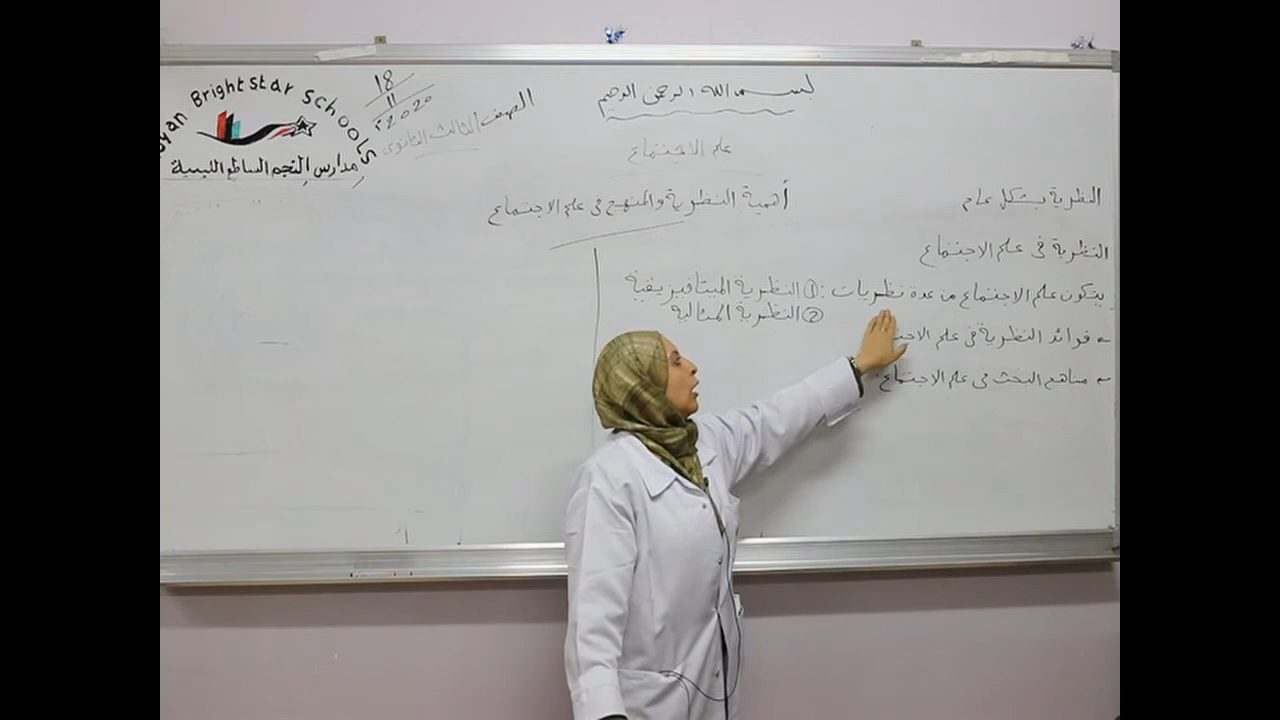 بسم الله الرحمن الرحيم
18
11
2020م
الصف الثالث الثانوي
Bright Star Schools
مدارس النجم الساطع الليبية
علم الاجتماع
أهمية النظرية والمنهج في علم الاجتماع
النظرية بشكل عام
النظرية في علم الاجتماع
يتكون علم الاجتماع من عدة نظريات : ① النظرية الميتافيزيقية
② النظرية المثالية
- فوائد النظرية في علم
- مناهج البحث في علم الاجتماع.